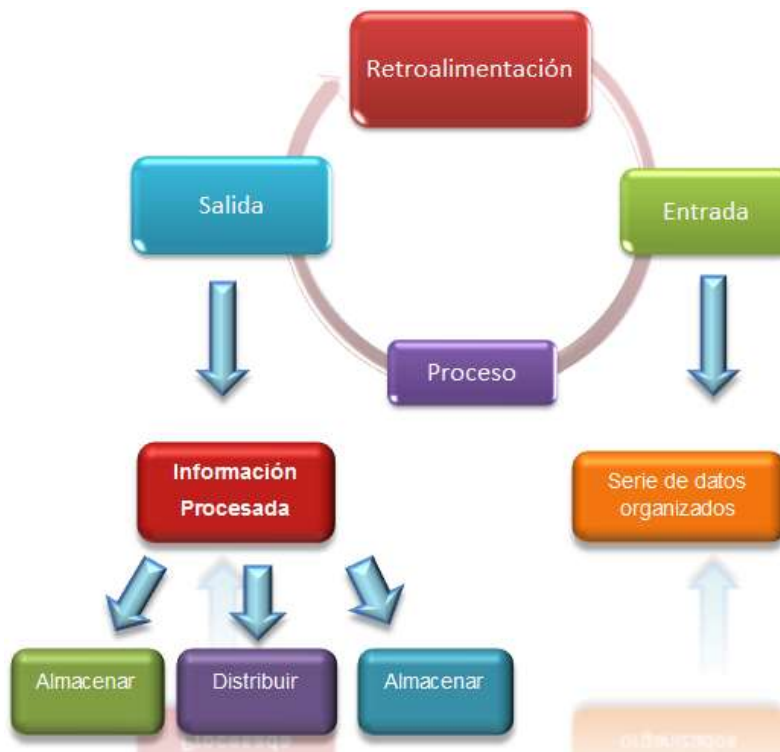 Retroalimentación
Salida
Entrada
Proceso
Información
Procesada
Serie de datos
organizados
Almacenar
Distribuir
Almacenar